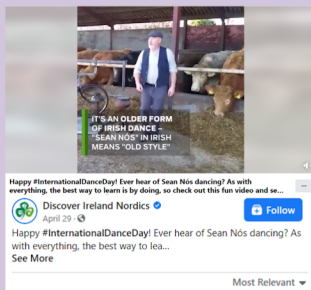 IT'S AN OLDER FORM
OF IRISH DANCE –
"SEAN NÓS" IN IRISH
MEANS "OLD STYLE"
Happy #InternationalDanceDay! Ever hear of Sean Nós dancing? As with
everything, the best way to learn is by doing, so check out this fun video and se...
...
Discover Ireland Nordics
Follow
April 29 ·
Happy #InternationalDanceDay! Ever hear of Sean Nós dancing? As
with everything, the best way to lea...
See More
Most Relevant